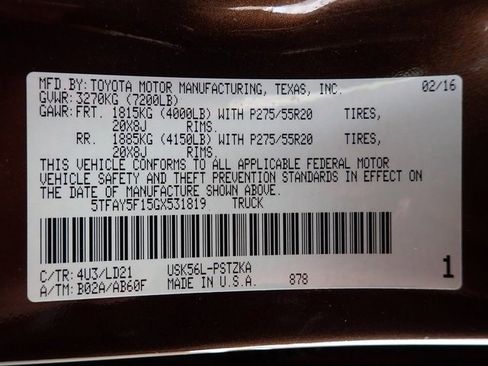 MFD.BY:TOYOTA MOTOR MANUFACTURING, TEXAS, INC. 02/16
GVWR: 3270KG (7200LB)
GAWR: FRT. 1815KG (4000LB) WITH P275/55R20 TIRES,
20X8J RIMS.
RR. 1885KG (4150LB) WITH P275/55R20 TIRES,
20X8J RIMS.
THIS VEHICLE CONFORMS TO ALL APPLICABLE FEDERAL MOTOR
VEHICLE SAFETY AND THEFT PREVENTION STANDARDS IN EFFECT ON
THE DATE OF MANUFACTURE SHOWN ABOVE.
5TFAY5F15GX531819 TRUCK
C/TR: 4U3/LD21 USK56L-PSTZKA
A/TM: B02A/AB60F MADE IN U.S.A. 878 1